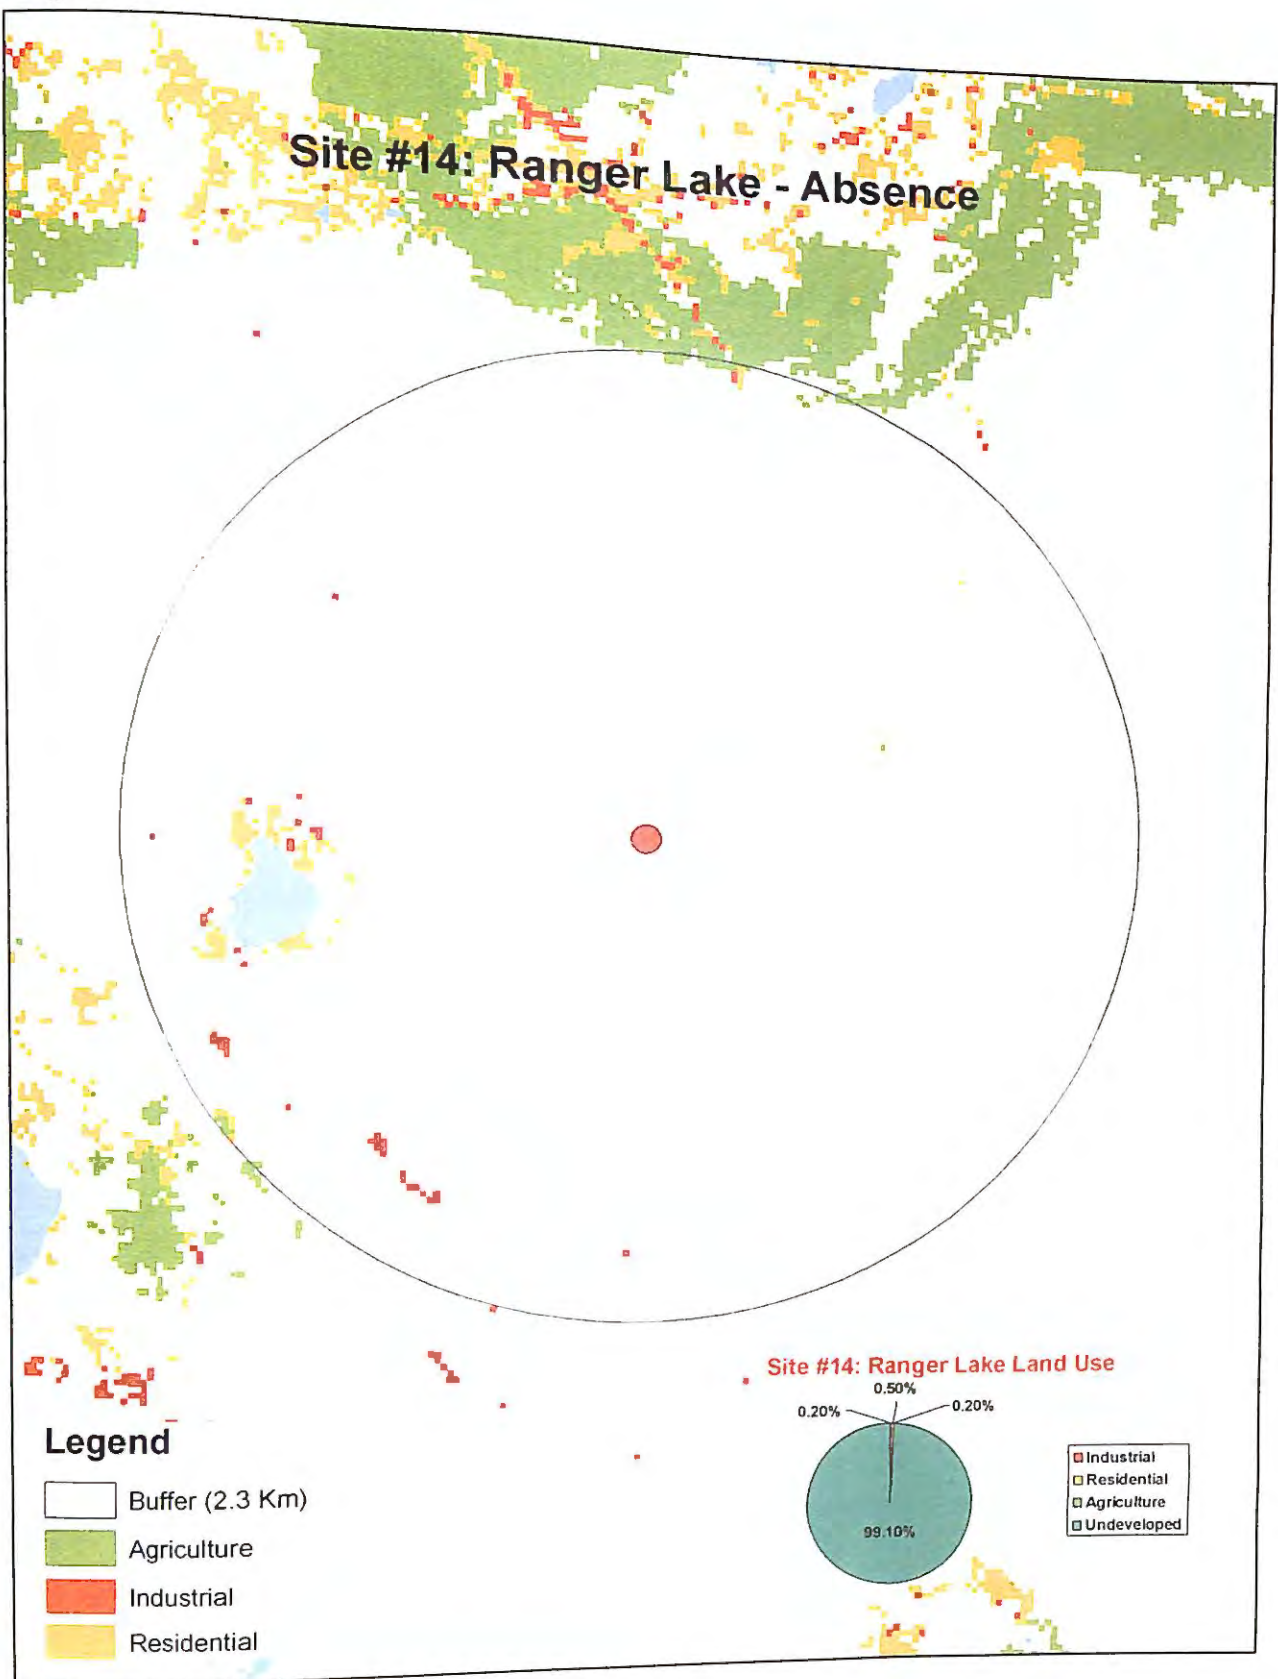 Site #14: Ranger Lake - Absence
Site #14: Ranger Lake Land Use
0.50%
0.20%
0.20%
99.10%
Industrial
Residential
Agriculture
Undeveloped
Legend
Buffer (2.3 Km)
Agriculture
Industrial
Residential